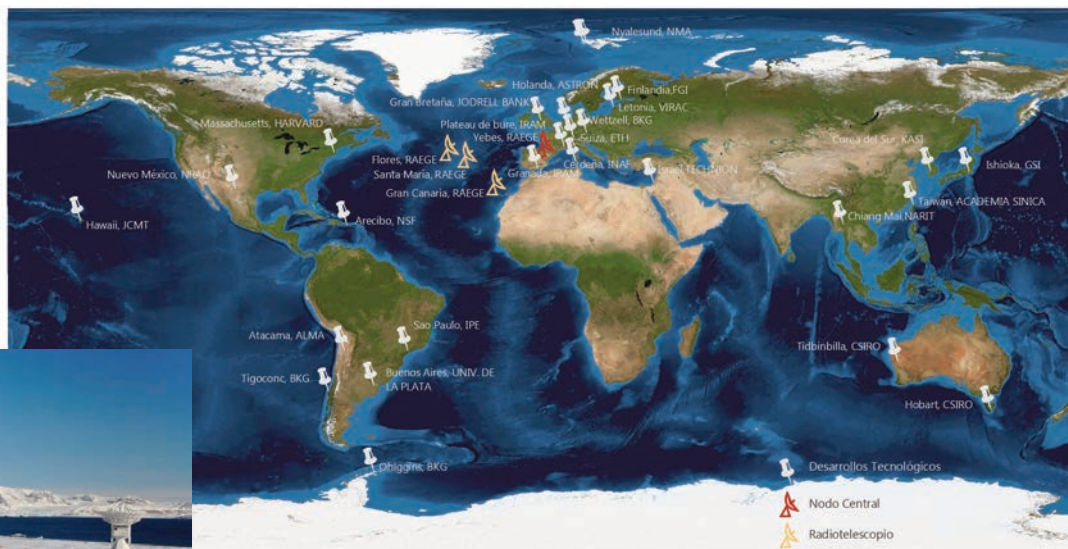 Nyalesund, NMA
Holanda, ASTRON
Finlandia,FGI
Gran Bretaña, JODRELL BANK
Letonia, VIRAC
Massachusetts, HARVARD
Plateau de bure, IRAM
Wettzell, BKG
Yebes, RAEGE
Suiza, ETH
Corea del Sur, KASI
Flores, RAEGE
Cerdeña, INAF
Ishioka, GSI
Nuevo México, NRAO
Santa María, RAEGE
Granada, IRAM
Israel TECHNION
Gran Canaria, RAEGE
Taiwán, ACADEMIA SINICA
Hawaii, JCMT
Arecibo, NSF
Chiang Mai NARIT
Atacama, ALMA
Sao Paulo, IPE
Tidbinbilla, CSIRO
Tigoconc, BKG
Buenos Aires, UNIV. DE
LA PLATA
Hobart, CSIRO
Ohiggins, BKG
Desarrollos Tecnológicos
Nodo Central
Radiotelescopio